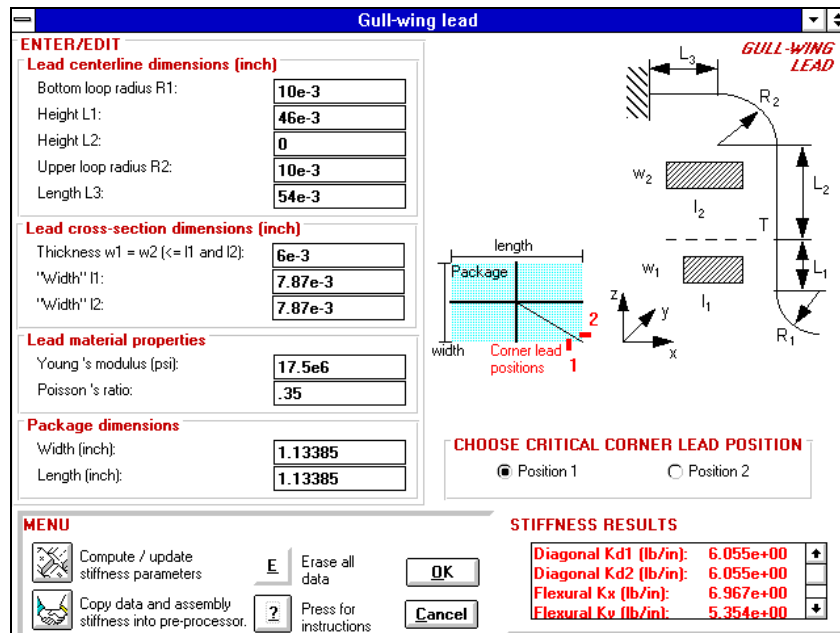 Gull-wing lead
ENTER/EDIT
Lead centerline dimensions (inch)
Bottom loop radius R1: 10e-3
Height L1: 46e-3
Height L2: 0
Upper loop radius R2: 10e-3
Length L3: 54e-3
Lead cross-section dimensions (inch)
Thickness w1 = w2 (<= l1 and l2): 6e-3
"Width" l1: 7.87e-3
"Width" l2: 7.87e-3
Lead material properties
Young 's modulus (psi): 17.5e6
Poisson 's ratio: .35
Package dimensions
Width (inch): 1.13385
Length (inch): 1.13385
GULL-WING
LEAD
L3
R2
w2
l2
L2
T
w1
l1
L1
R1
z
y
x
length
Package
width
2
Corner lead
positions
1
CHOOSE CRITICAL CORNER LEAD POSITION
Position 1 Position 2
MENU
Compute / update
stiffness parameters
Copy data and assembly
stiffness into pre-processor.
E Erase all
data
? Press for
instructions
OK
Cancel
STIFFNESS RESULTS
Diagonal Kd1 (lb/in): 6.055e+00
Diagonal Kd2 (lb/in): 6.055e+00
Flexural Kx (lb/in): 6.967e+00
Flexural Ky (lb/in): 5.354e+00